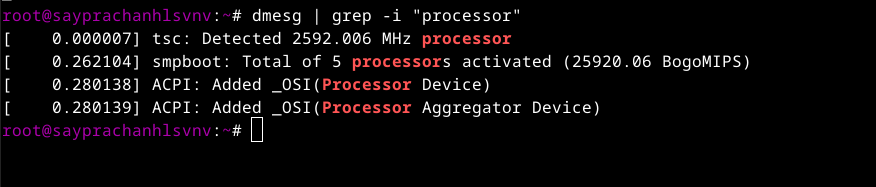 root@sayprachanhlsvnv:~# dmesg | grep -i "processor"
[    0.000007] tsc: Detected 2592.006 MHz processor
[    0.262104] smpboot: Total of 5 processors activated (25920.06 BogoMIPS)
[    0.280138] ACPI: Added _OSI(Processor Device)
[    0.280139] ACPI: Added _OSI(Processor Aggregator Device)
root@sayprachanhlsvnv:~#